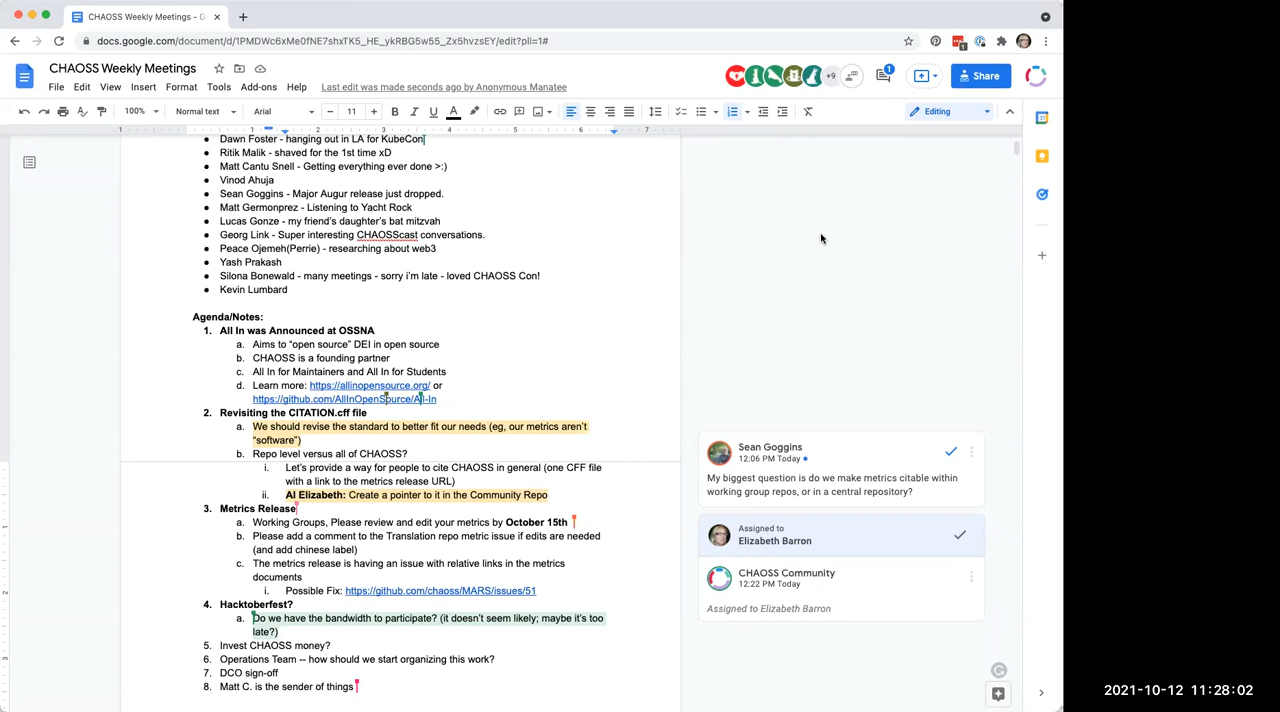 CHAOSS Weekly Meetings - G
docs.google.com/document/d/1PMDWc6xMe0fNE7shxTK5_HE_ykRBG5w55_Zx5hvzsEY/edit?pli=1#
CHAOSS Weekly Meetings
File Edit View Insert Format Tools Add-ons Help Last edit was made seconds ago by Anonymous Manatee
+9
1
Share
100% Normal text Arial 11 Editing
1 1 2 3 4 5 6 7
Dawn Foster - hanging out in LA for KubeCon
Ritik Malik - shaved for the 1st time xD
Matt Cantu Snell - Getting everything ever done >:)
Vinod Ahuja
Sean Goggins - Major Augur release just dropped.
Matt Germonprez - Listening to Yacht Rock
Lucas Gonze - my friend's daughter's bat mitzvah
Georg Link - Super interesting CHAOSScast conversations.
Peace Ojemeh(Perrie) - researching about web3
Yash Prakash
Silona Bonewald - many meetings - sorry i'm late - loved CHAOSS Con!
Kevin Lumbard
Agenda/Notes:
1. All In was Announced at OSSNA
a. Aims to "open source" DEI in open source
b. CHAOSS is a founding partner
c. All In for Maintainers and All In for Students
d. Learn more: https://allinopensource.org/ or
https://github.com/AllInOpenSource/All-In
2. Revisiting the CITATION.cff file
a. We should revise the standard to better fit our needs (eg, our metrics aren't
"software")
b. Repo level versus all of CHAOSS?
i. Let's provide a way for people to cite CHAOSS in general (one CFF file
with a link to the metrics release URL)
ii. AI Elizabeth: Create a pointer to it in the Community Repo
3. Metrics Release
a. Working Groups, Please review and edit your metrics by October 15th
b. Please add a comment to the Translation repo metric issue if edits are needed
(and add chinese label)
c. The metrics release is having an issue with relative links in the metrics
documents
i. Possible Fix: https://github.com/chaoss/MARS/issues/51
4. Hacktoberfest?
a. Do we have the bandwidth to participate? (it doesn't seem likely; maybe it's too
late?)
5. Invest CHAOSS money?
6. Operations Team -- how should we start organizing this work?
7. DCO sign-off
8. Matt C. is the sender of things
Sean Goggins
12:06 PM Today
My biggest question is do we make metrics citable within
working group repos, or in a central repository?
Assigned to
Elizabeth Barron
CHAOSS Community
12:22 PM Today
Assigned to Elizabeth Barron
2021-10-12 11:28:02